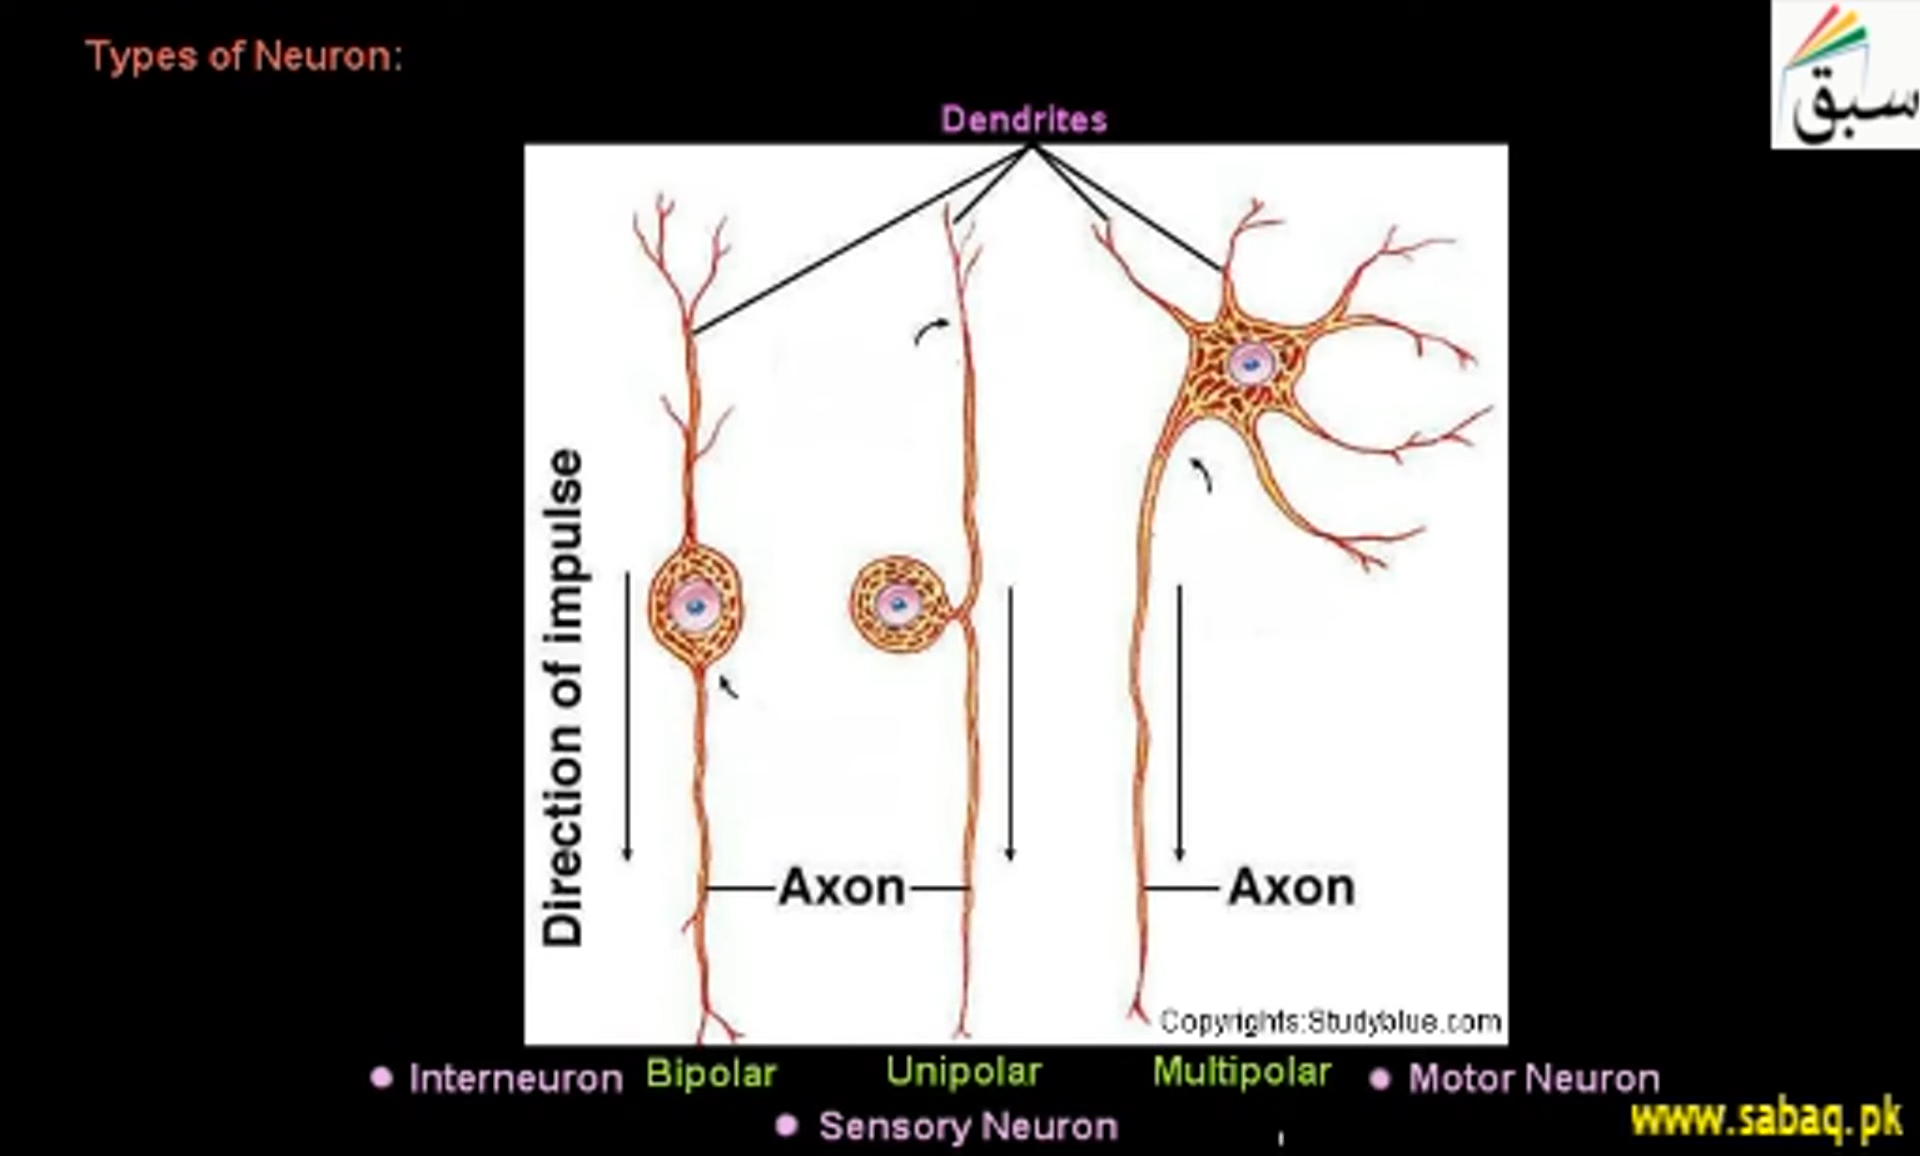 Types of Neuron:
سبق
Dendrites
Direction of impulse
Axon
Axon
Copyrights:Studyblue.com
Interneuron
Bipolar
Unipolar
Multipolar
Motor Neuron
Sensory Neuron
www.sabaq.pk